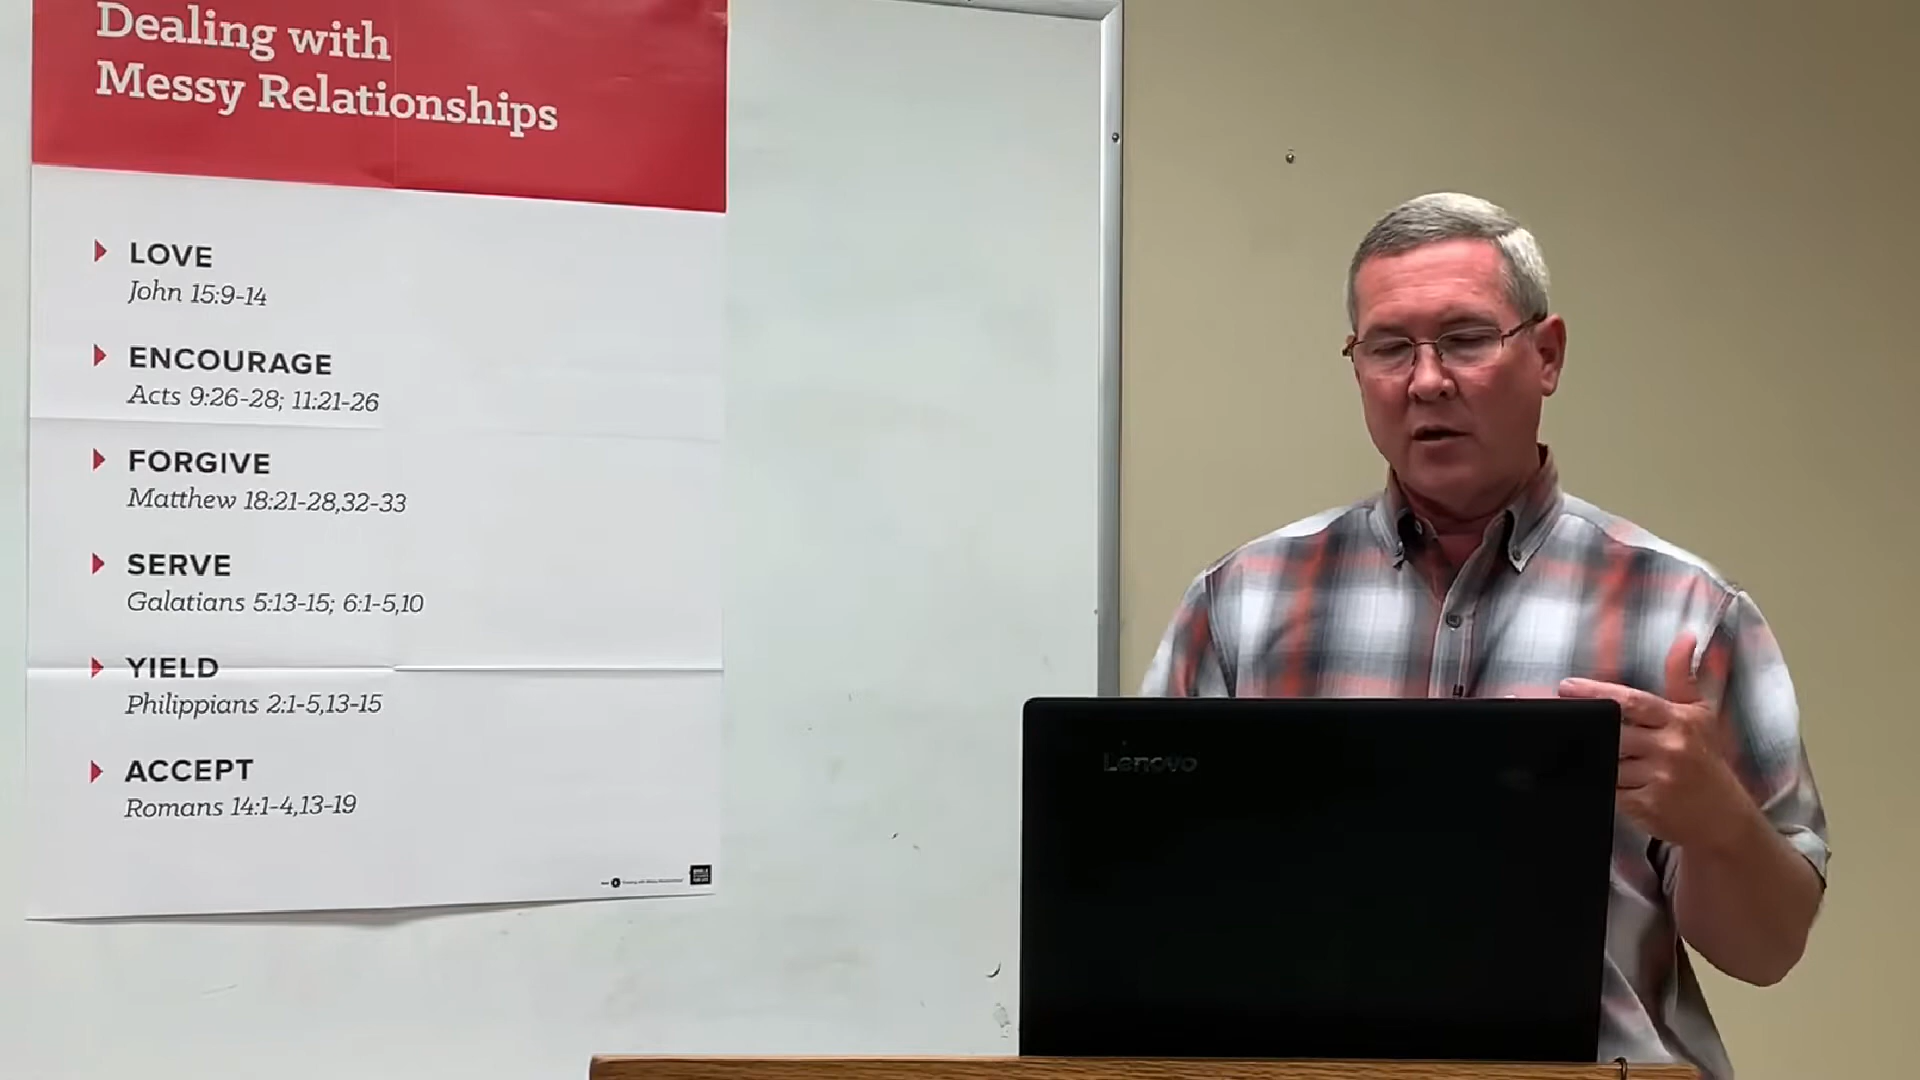 Dealing with
Messy Relationships
LOVE
John 15:9-14
ENCOURAGE
Acts 9:26-28; 11:21-26
FORGIVE
Matthew 18:21-28,32-33
SERVE
Galatians 5:13-15; 6:1-5,10
YIELD
Philippians 2:1-5,13-15
ACCEPT
Romans 14:1-4,13-19
Lenovo